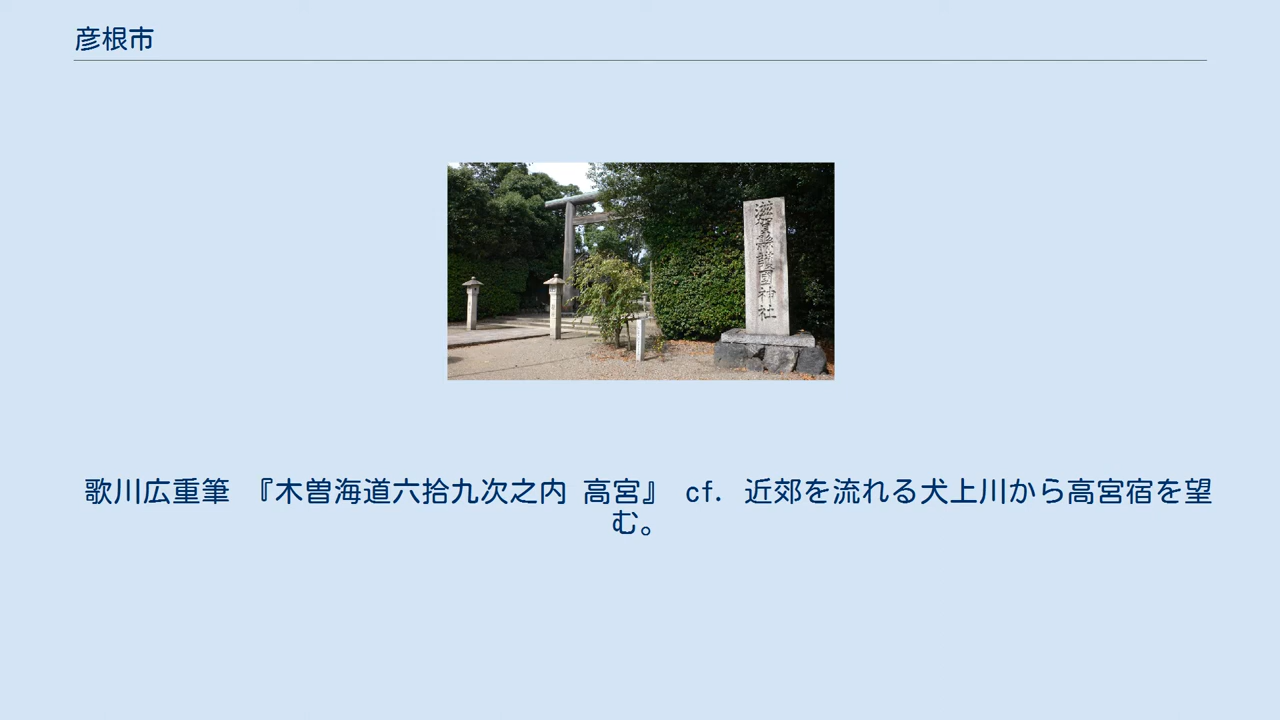 彦根市
滋賀縣護国神社
歌川広重筆 『木曽海道六拾九次之内 高宮』 cf. 近郊を流れる犬上川から高宮宿を望
む。